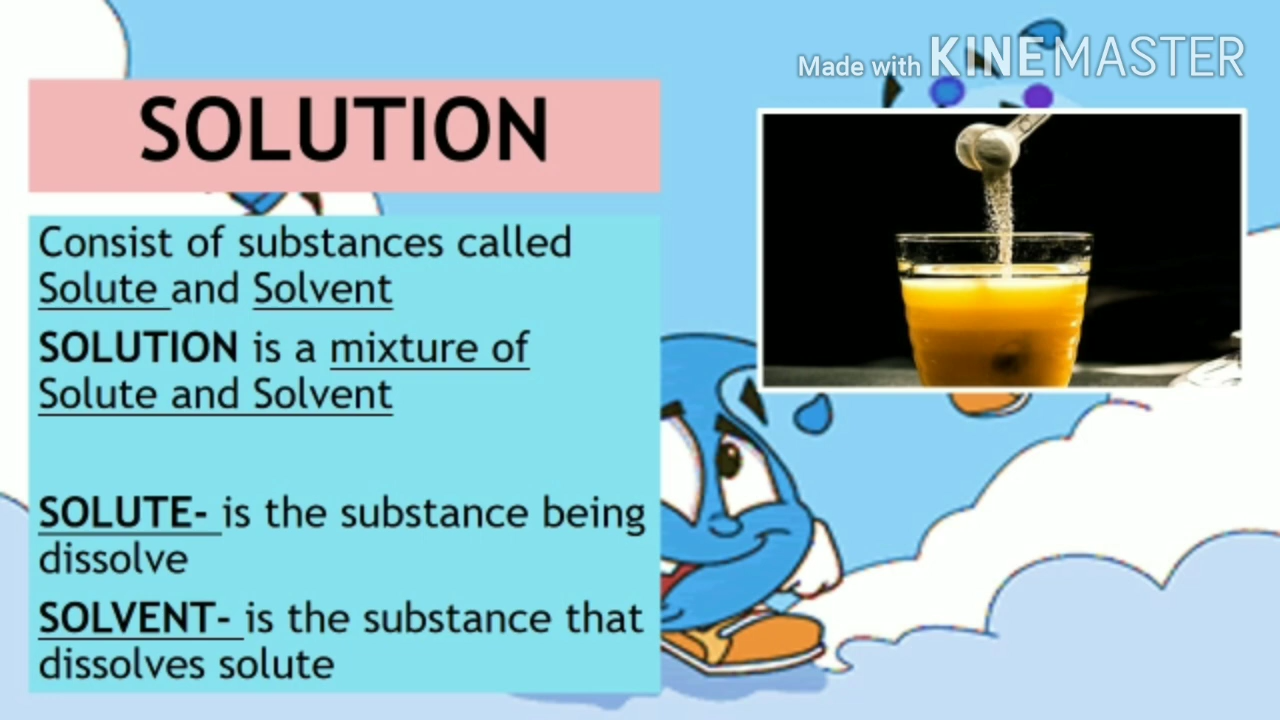 Made with KINEMASTER
SOLUTION
Consist of substances called
Solute and Solvent
SOLUTION is a mixture of
Solute and Solvent
SOLUTE- is the substance being
dissolve
SOLVENT- is the substance that
dissolves solute